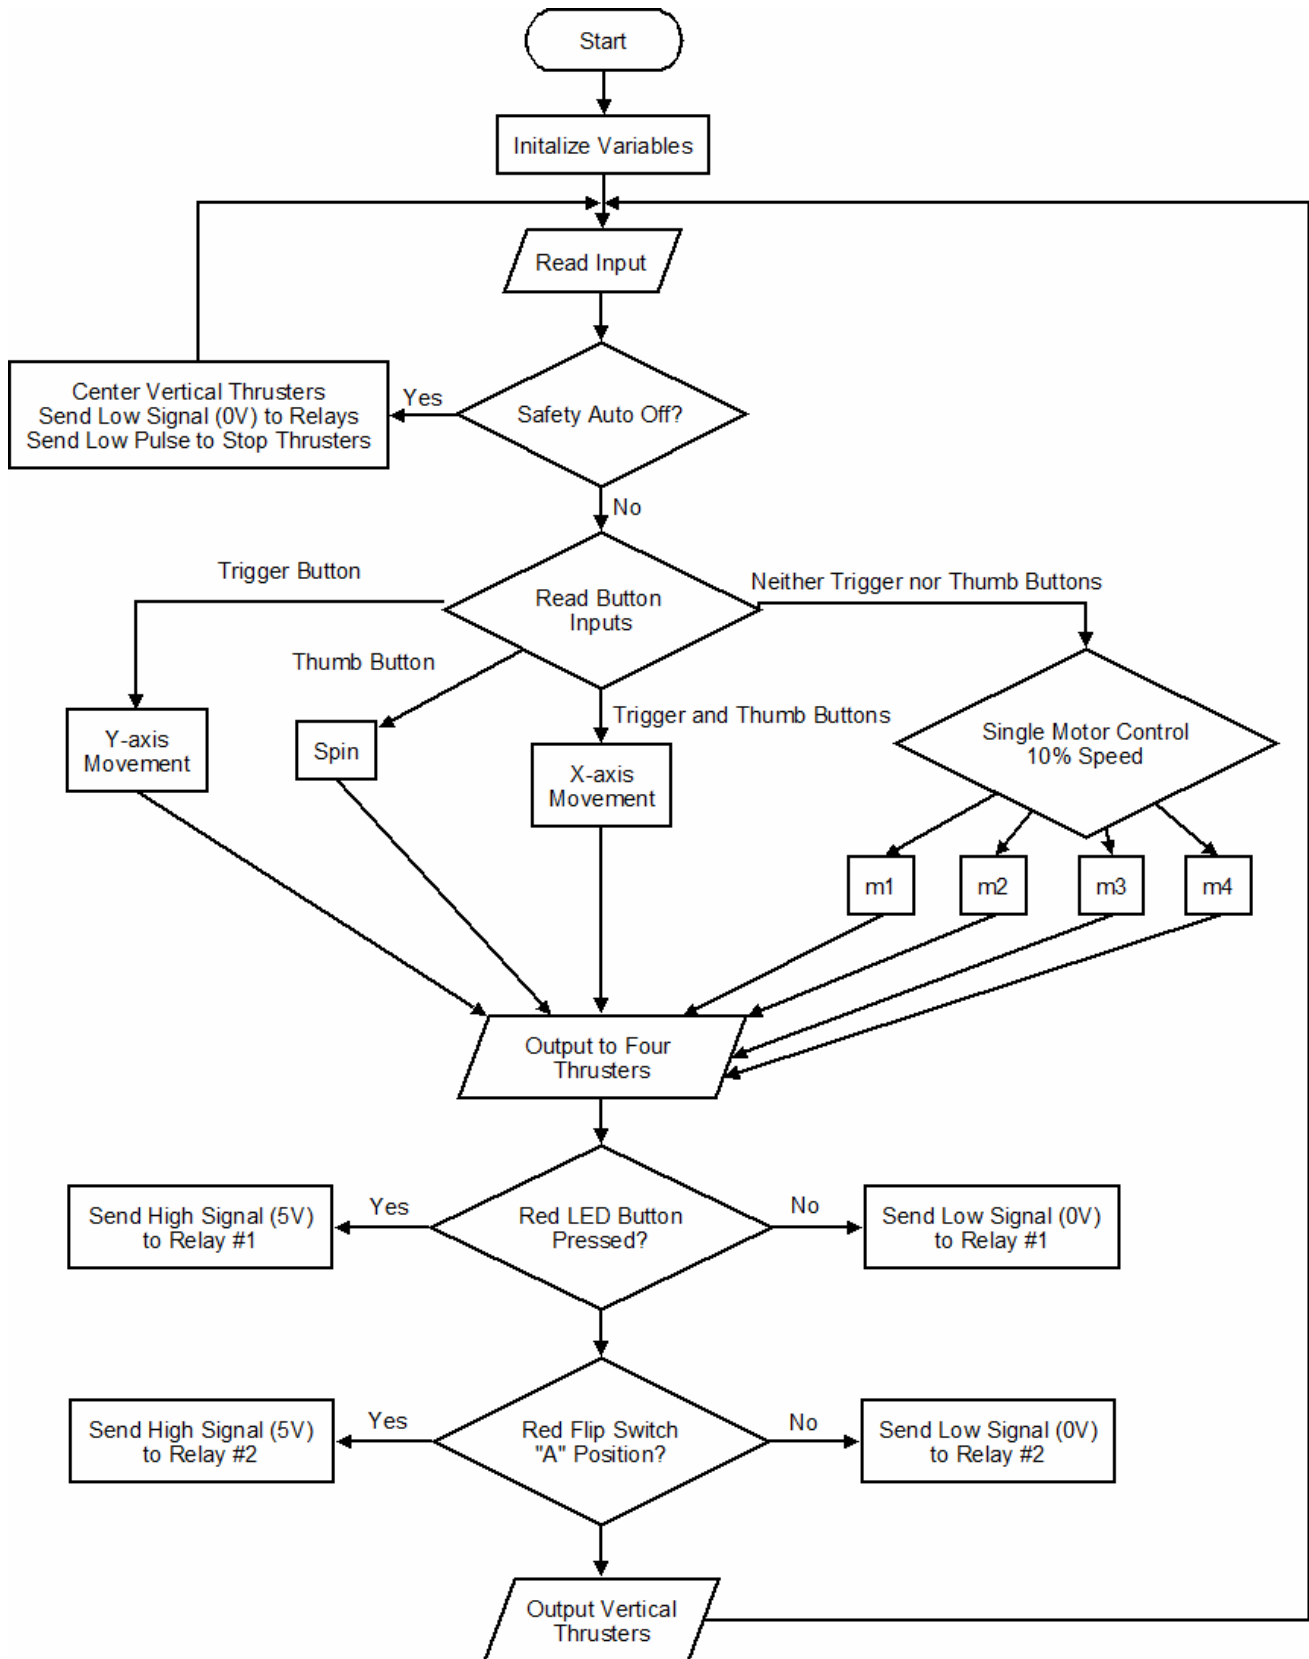 Start
Initalize Variables
Read Input
Center Vertical Thrusters
Send Low Signal (0V) to Relays
Send Low Pulse to Stop Thrusters
Yes
Safety Auto Off?
No
Trigger Button
Read Button
Inputs
Neither Trigger nor Thumb Buttons
Thumb Button
Trigger and Thumb Buttons
Y-axis
Movement
Spin
X-axis
Movement
Single Motor Control
10% Speed
m1
m2
m3
m4
Output to Four
Thrusters
Send High Signal (5V)
to Relay #1
Yes
Red LED Button
Pressed?
No
Send Low Signal (0V)
to Relay #1
Send High Signal (5V)
to Relay #2
Yes
Red Flip Switch
"A" Position?
No
Send Low Signal (0V)
to Relay #2
Output Vertical
Thrusters